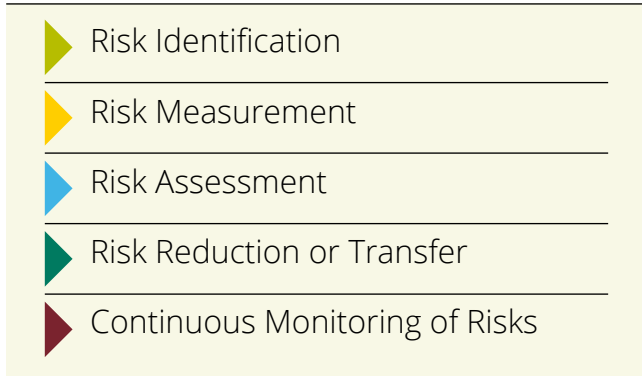 Risk Identification
Risk Measurement
Risk Assessment
Risk Reduction or Transfer
Continuous Monitoring of Risks